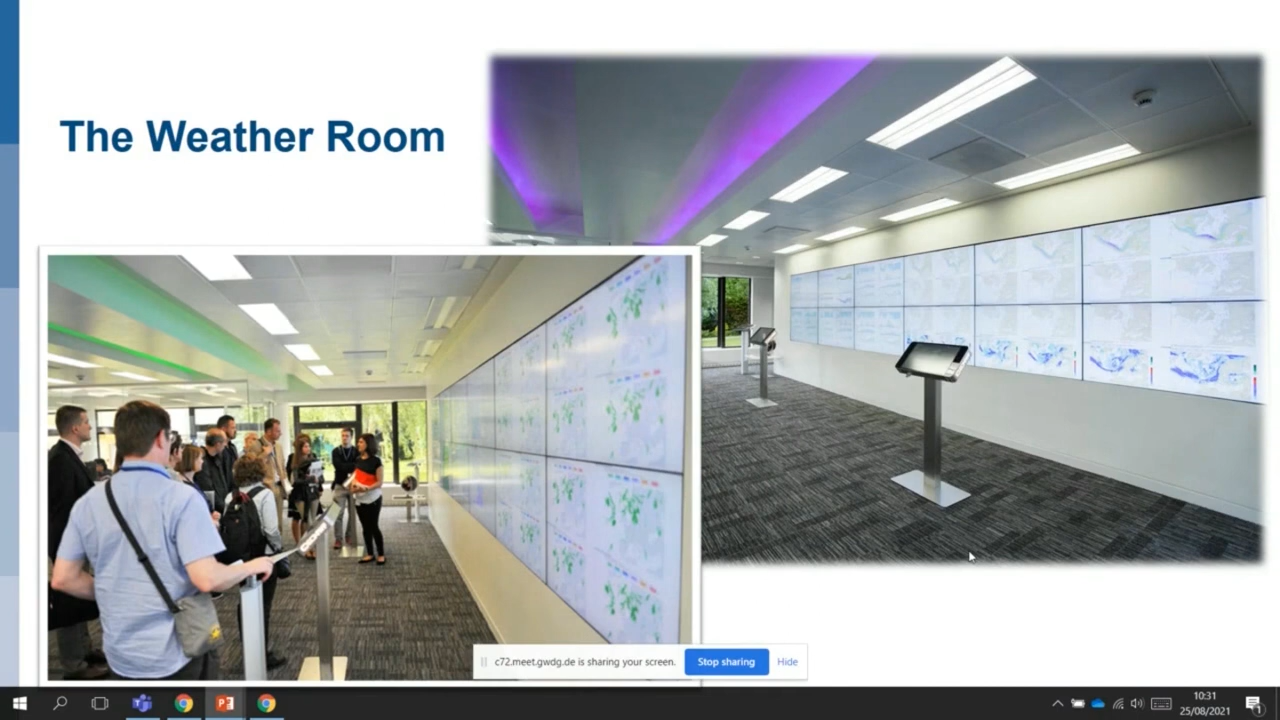 The Weather Room
c72.meet.gwdg.de is sharing your screen.
Stop sharing
Hide
10:31
25/08/2021
1